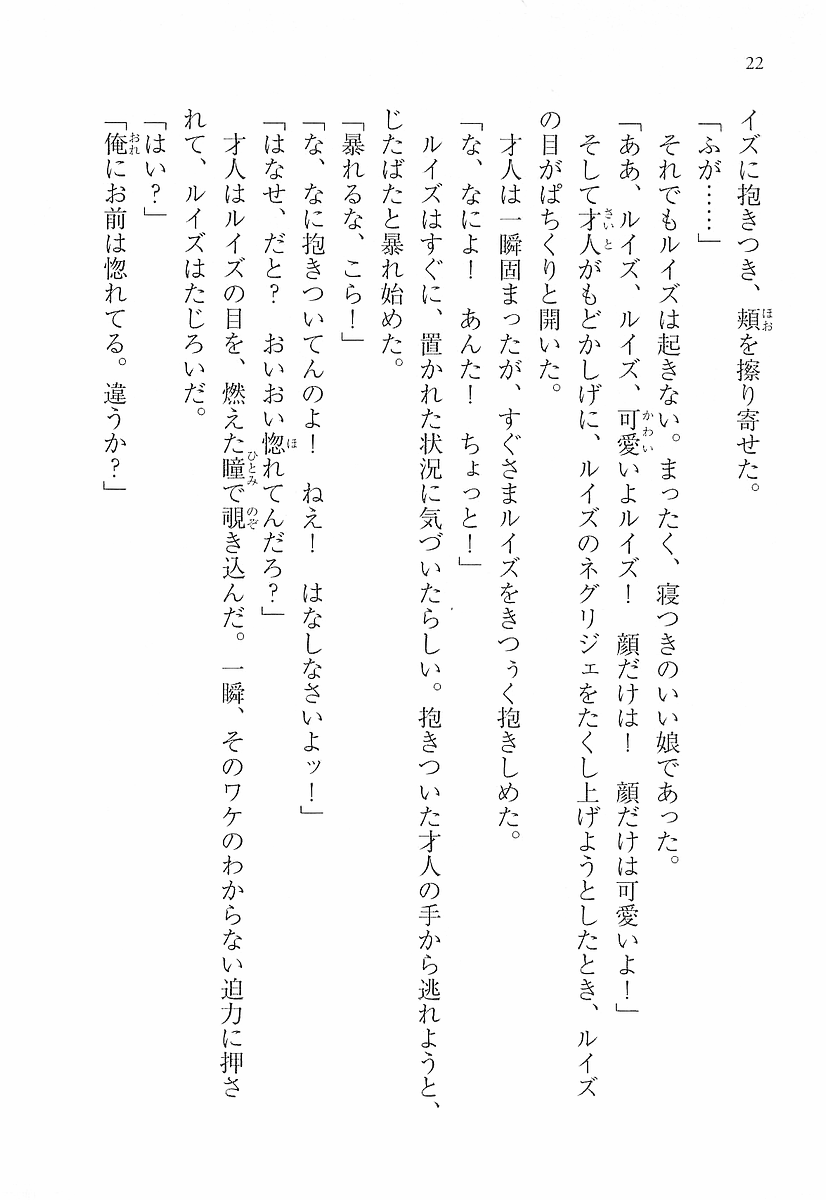 22
イズに抱きつき、頬を擦り寄せた。
「ふが……」
　それでもルイズは起きない。まったく、寝つきのいい娘であった。
「ああ、ルイズ、ルイズ、可愛いよルイズ！　顔だけは！　顔だけは可愛いよ！」
　そして才人がもどかしげに、ルイズのネグリジェをたくし上げようとしたとき、ルイズ
の目がぱちくりと開いた。
　才人は一瞬固まったが、すぐさまルイズをきつぅく抱きしめた。
「な、なによ！　あんた！　ちょっと！」
　ルイズはすぐに、置かれた状況に気づいたらしい。抱きついた才人の手から逃れようと、
じたばたと暴れ始めた。
「暴れるな、こら！」
「な、なに抱きついてんのよ！　ねえ！　はなしなさいよッ！」
「はなせ、だと？　おいおい惚れてんだろ？」
　才人はルイズの目を、燃えた瞳で覗き込んだ。一瞬、そのワケのわからない迫力に押さ
れて、ルイズはたじろいだ。
「はい？」
「俺にお前は惚れてる。違うか？」